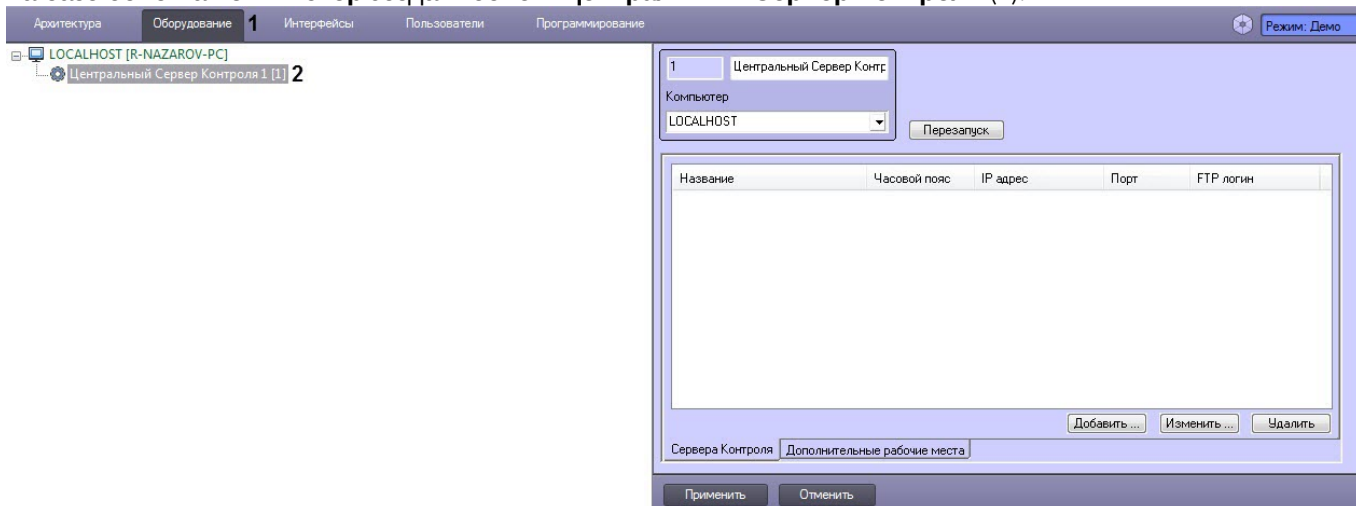 Архитектура Оборудование 1 Интерфейсы Пользователи Программирование Режим: Демо
LOCALHOST [R-NAZAROV-PC]
Центральный Сервер Контроля 1 [1] 2
1 Центральный Сервер Контр
Компьютер
LOCALHOST
Перезапуск
Название Часовой пояс IP адрес Порт FTP логин
Добавить ... Изменить ... Удалить
Сервера Контроля Дополнительные рабочие места
Применить Отменить